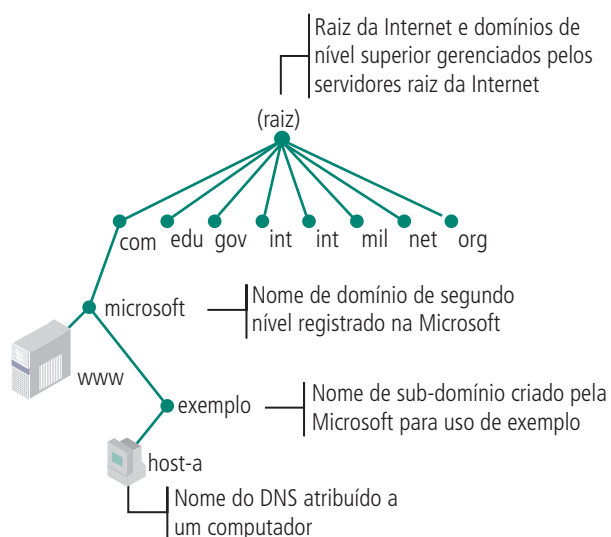 Raiz da Internet e domínios de
nível superior gerenciados pelos
servidores raiz da Internet
(raiz)
com edu gov int int mil net org
microsoft
Nome de domínio de segundo
nível registrado na Microsoft
www
exemplo
Nome de sub-domínio criado pela
Microsoft para uso de exemplo
host-a
Nome do DNS atribuído a
um computador